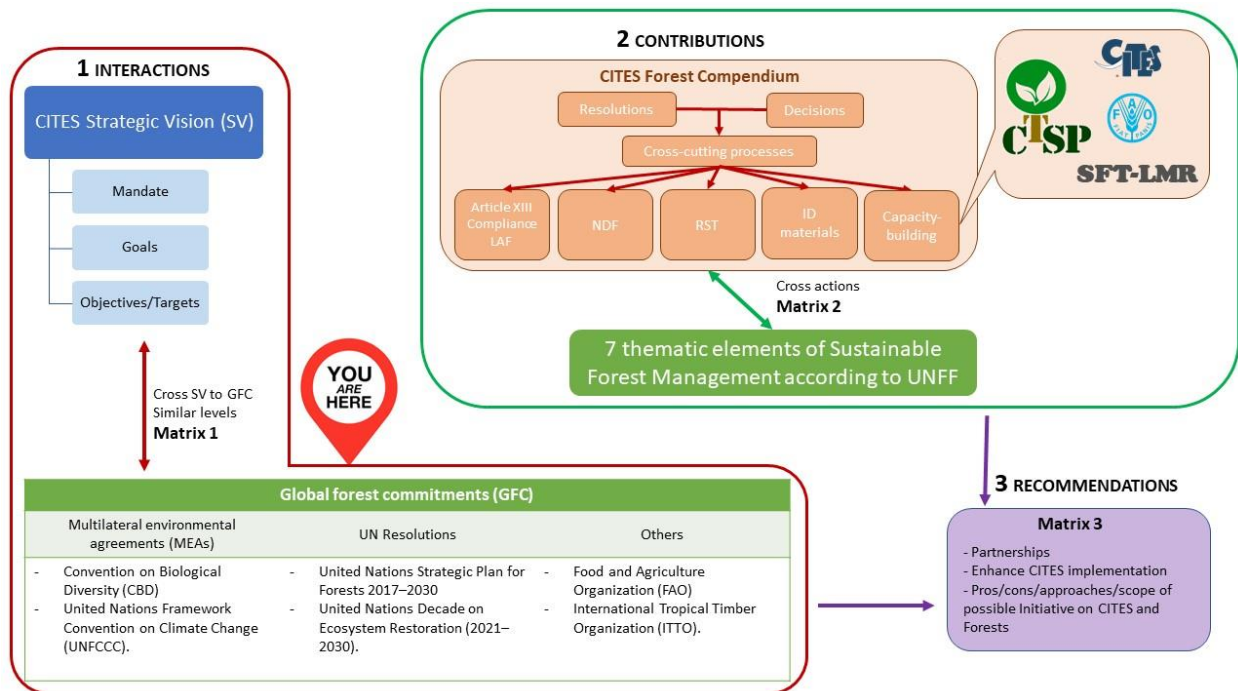 1 INTERACTIONS
CITES Strategic Vision (SV)
Mandate
Goals
Objectives/Targets
Cross SV to GFC
Similar levels
Matrix 1
YOU
ARE
HERE
Global forest commitments (GFC)
Multilateral environmental
agreements (MEAs)
- Convention on Biological
Diversity (CBD)
- United Nations Framework
Convention on Climate Change
(UNFCCC).
UN Resolutions
- United Nations Strategic Plan for
Forests 2017–2030
- United Nations Decade on
Ecosystem Restoration (2021–
2030).
Others
- Food and Agriculture
Organization (FAO)
- International Tropical Timber
Organization (ITTO).
2 CONTRIBUTIONS
CITES Forest Compendium
Resolutions
Decisions
Cross-cutting processes
Article XIII
Compliance
LAF
NDF
RST
ID
materials
Capacity-
building
CTSP
CITES
FAO
FIAT PANIS
SFT-LMR
Cross actions
Matrix 2
7 thematic elements of Sustainable
Forest Management according to UNFF
3 RECOMMENDATIONS
Matrix 3
- Partnerships
- Enhance CITES implementation
- Pros/cons/approaches/scope of
possible Initiative on CITES and
Forests